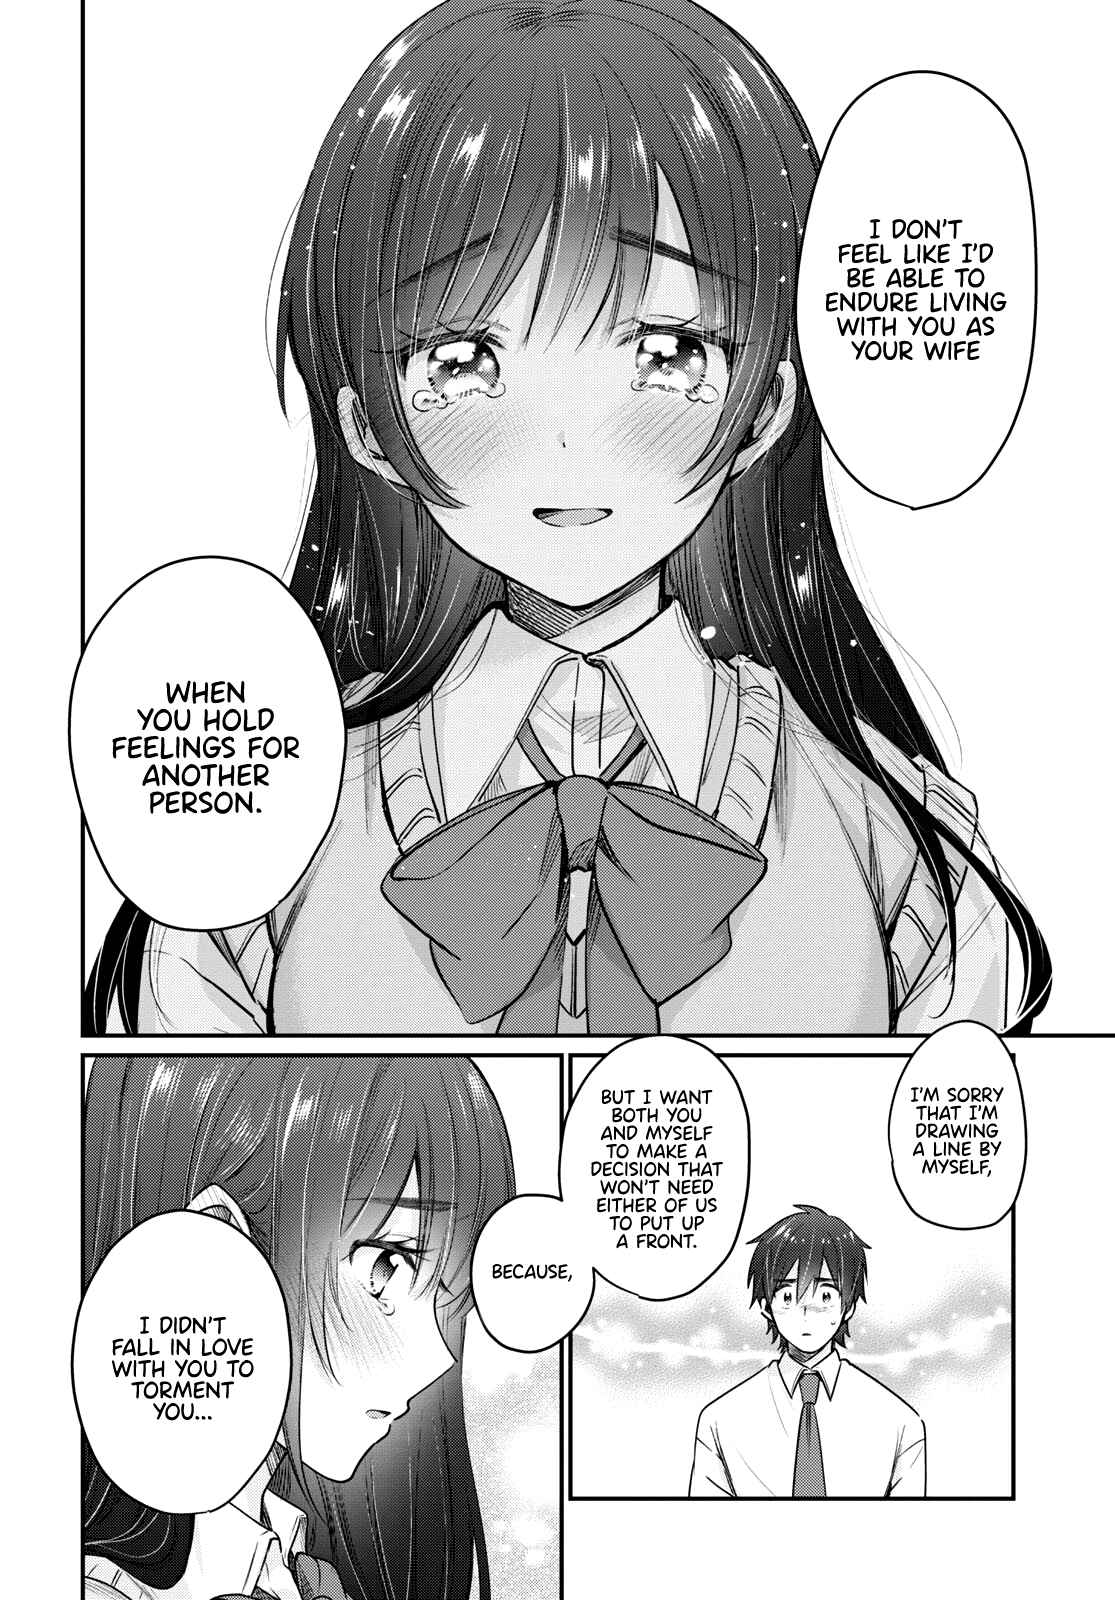 I DON'T
FEEL LIKE I'D
BE ABLE TO
ENDURE LIVING
WITH YOU AS
YOUR WIFE
WHEN
YOU HOLD
FEELINGS FOR
ANOTHER
PERSON.
I'M SORRY
THAT I'M
DRAWING
A LINE BY
MYSELF,
BUT I WANT
BOTH YOU
AND MYSELF
TO MAKE A
DECISION THAT
WON'T NEED
EITHER OF US
TO PUT UP
A FRONT.
BECAUSE,
I DIDN'T
FALL IN LOVE
WITH YOU TO
TORMENT
YOU...